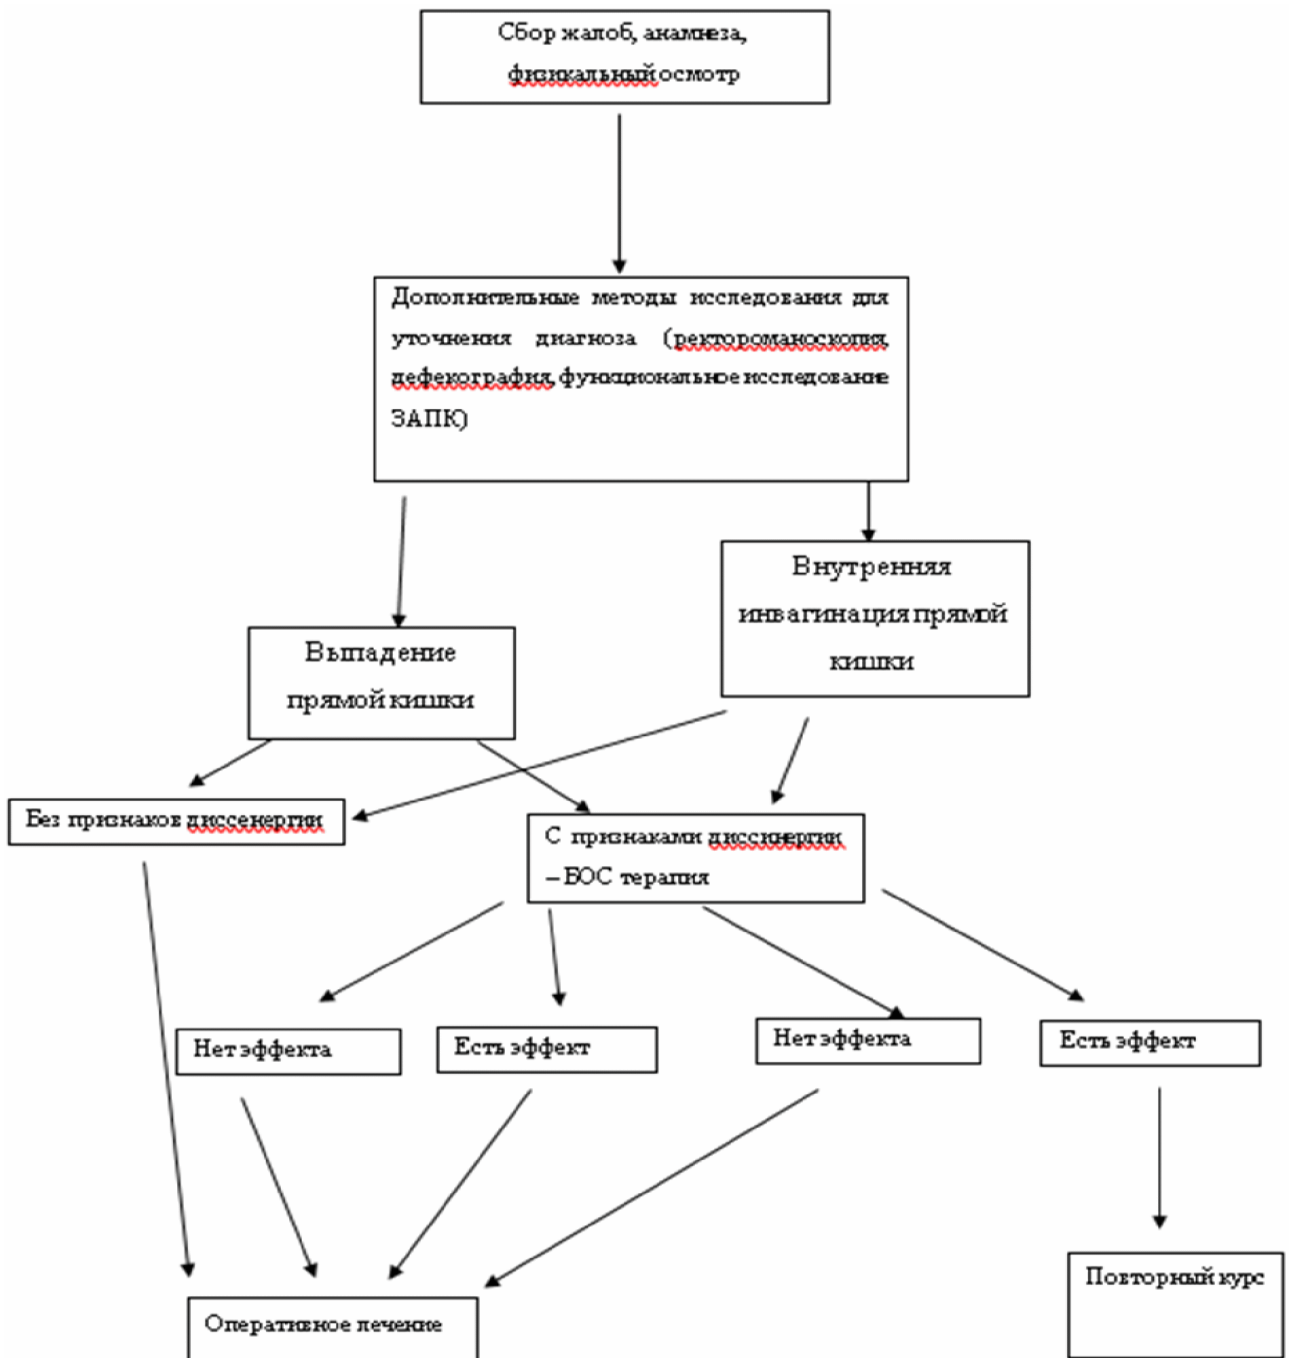 Сбор жалоб, анамнеза,
физикальный осмотр
Дополнительные методы исследования для
уточнения диагноза (ректороманоскопия,
дефекография, функциональное исследование
ЗАПК)
Внутренняя
инвагинация прямой
кишки
Выпадение
прямой кишки
Без признаков диссенергии
С признаками диссинергии
– БОС терапия
Нет эффекта
Есть эффект
Нет эффекта
Есть эффект
Повторный курс
Оперативное лечение